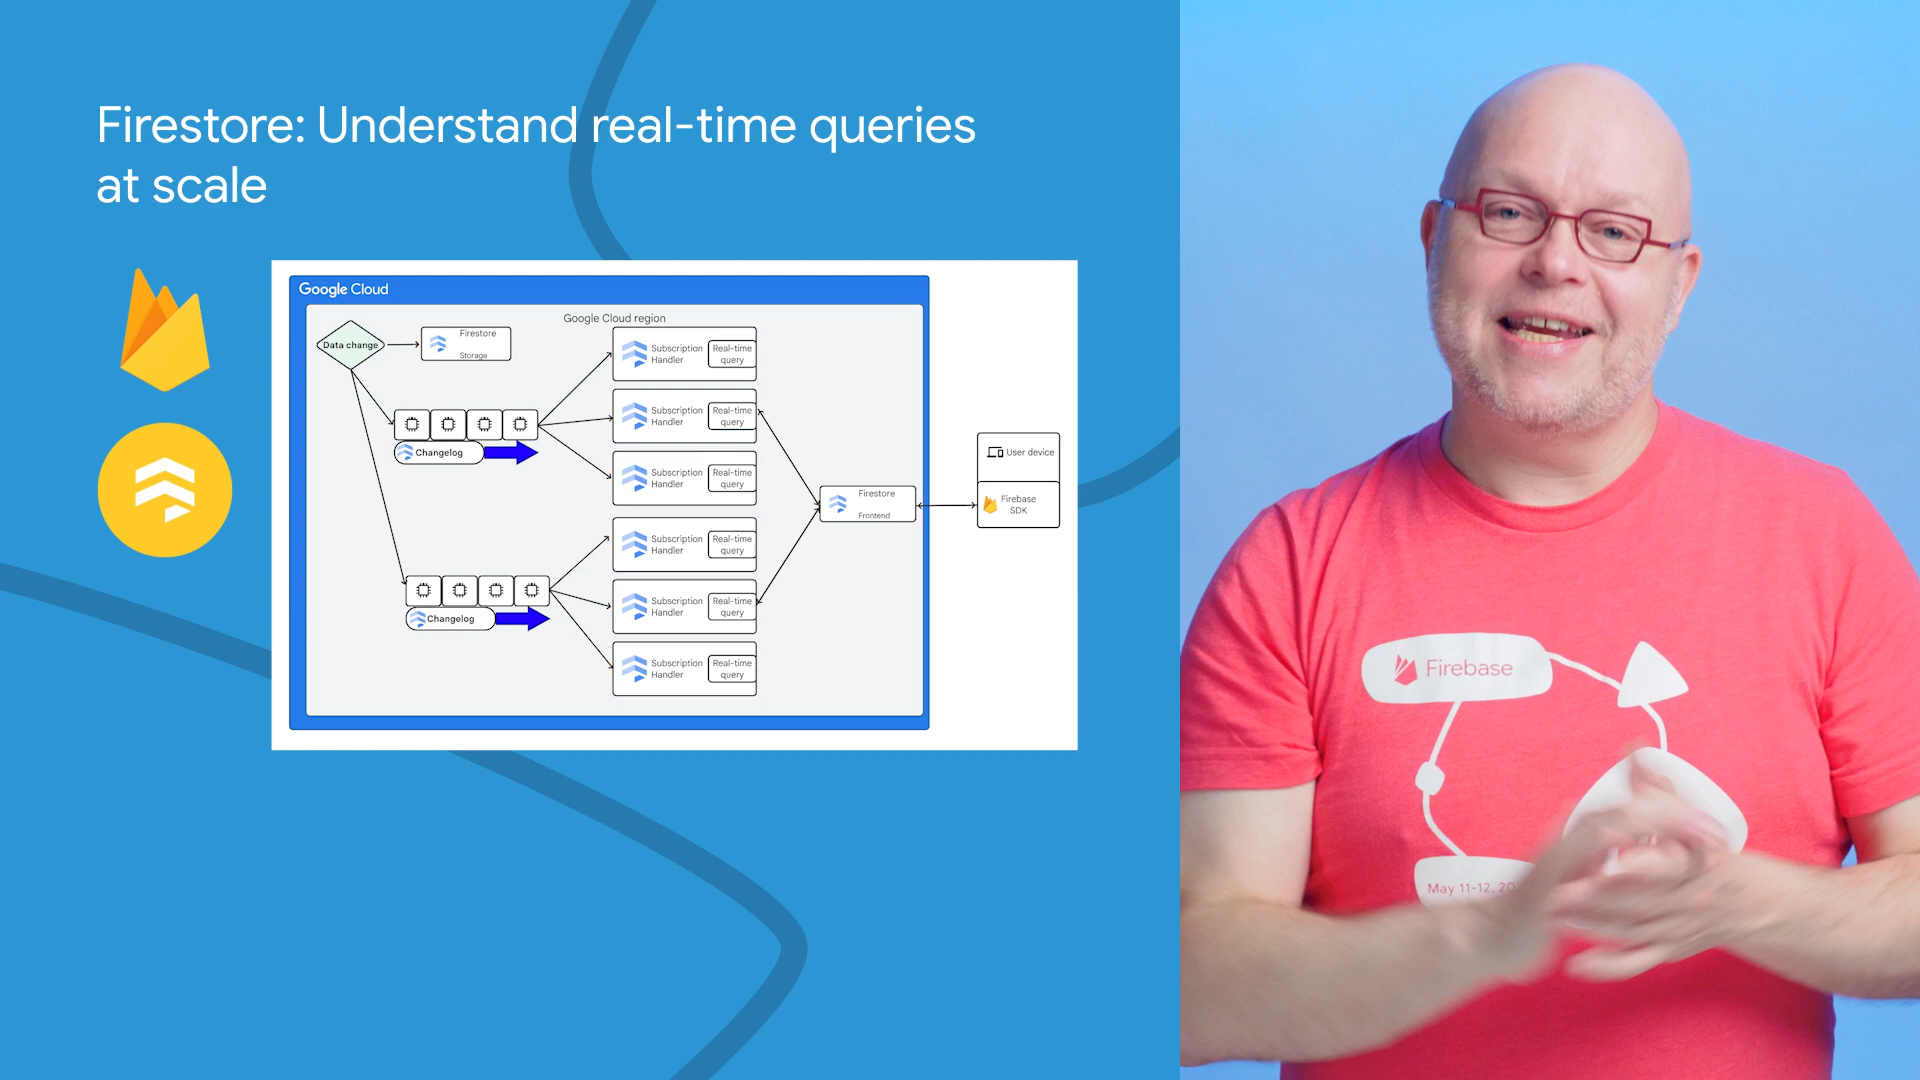 Firestore: Understand real-time queries
at scale
Google Cloud
Google Cloud region
Data change
Firestore
Storage
Subscription
Handler
Real-time
query
Subscription
Handler
Real-time
query
Changelog
Subscription
Handler
Real-time
query
User device
Firestore
Frontend
Firebase
SDK
Subscription
Handler
Real-time
query
Subscription
Handler
Real-time
query
Changelog
Subscription
Handler
Real-time
query
Firebase
May 11-12,